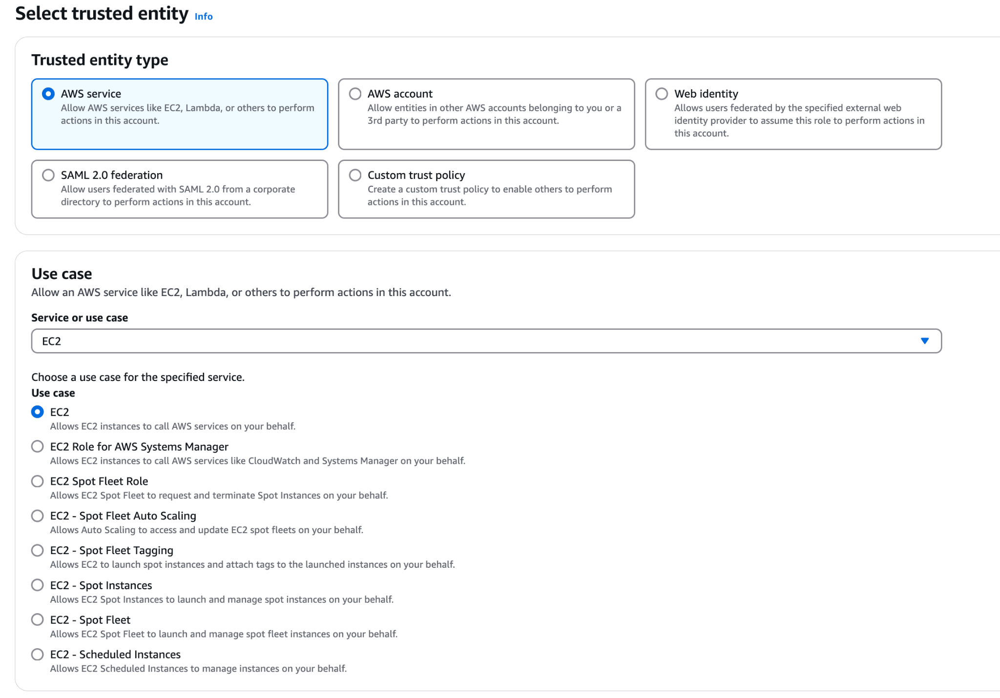 Select trusted entity Info
Trusted entity type
AWS service
Allow AWS services like EC2, Lambda, or others to perform
actions in this account.
AWS account
Allow entities in other AWS accounts belonging to you or a
3rd party to perform actions in this account.
Web identity
Allows users federated by the specified external web
identity provider to assume this role to perform actions in
this account.
SAML 2.0 federation
Allow users federated with SAML 2.0 from a corporate
directory to perform actions in this account.
Custom trust policy
Create a custom trust policy to enable others to perform
actions in this account.
Use case
Allow an AWS service like EC2, Lambda, or others to perform actions in this account.
Service or use case
EC2
Choose a use case for the specified service.
Use case
EC2
Allows EC2 instances to call AWS services on your behalf.
EC2 Role for AWS Systems Manager
Allows EC2 instances to call AWS services like CloudWatch and Systems Manager on your behalf.
EC2 Spot Fleet Role
Allows EC2 Spot Fleet to request and terminate Spot Instances on your behalf.
EC2 - Spot Fleet Auto Scaling
Allows Auto Scaling to access and update EC2 spot fleets on your behalf.
EC2 - Spot Fleet Tagging
Allows EC2 to launch spot instances and attach tags to the launched instances on your behalf.
EC2 - Spot Instances
Allows EC2 Spot Instances to launch and manage spot instances on your behalf.
EC2 - Spot Fleet
Allows EC2 Spot Fleet to launch and manage spot fleet instances on your behalf.
EC2 - Scheduled Instances
Allows EC2 Scheduled Instances to manage instances on your behalf.